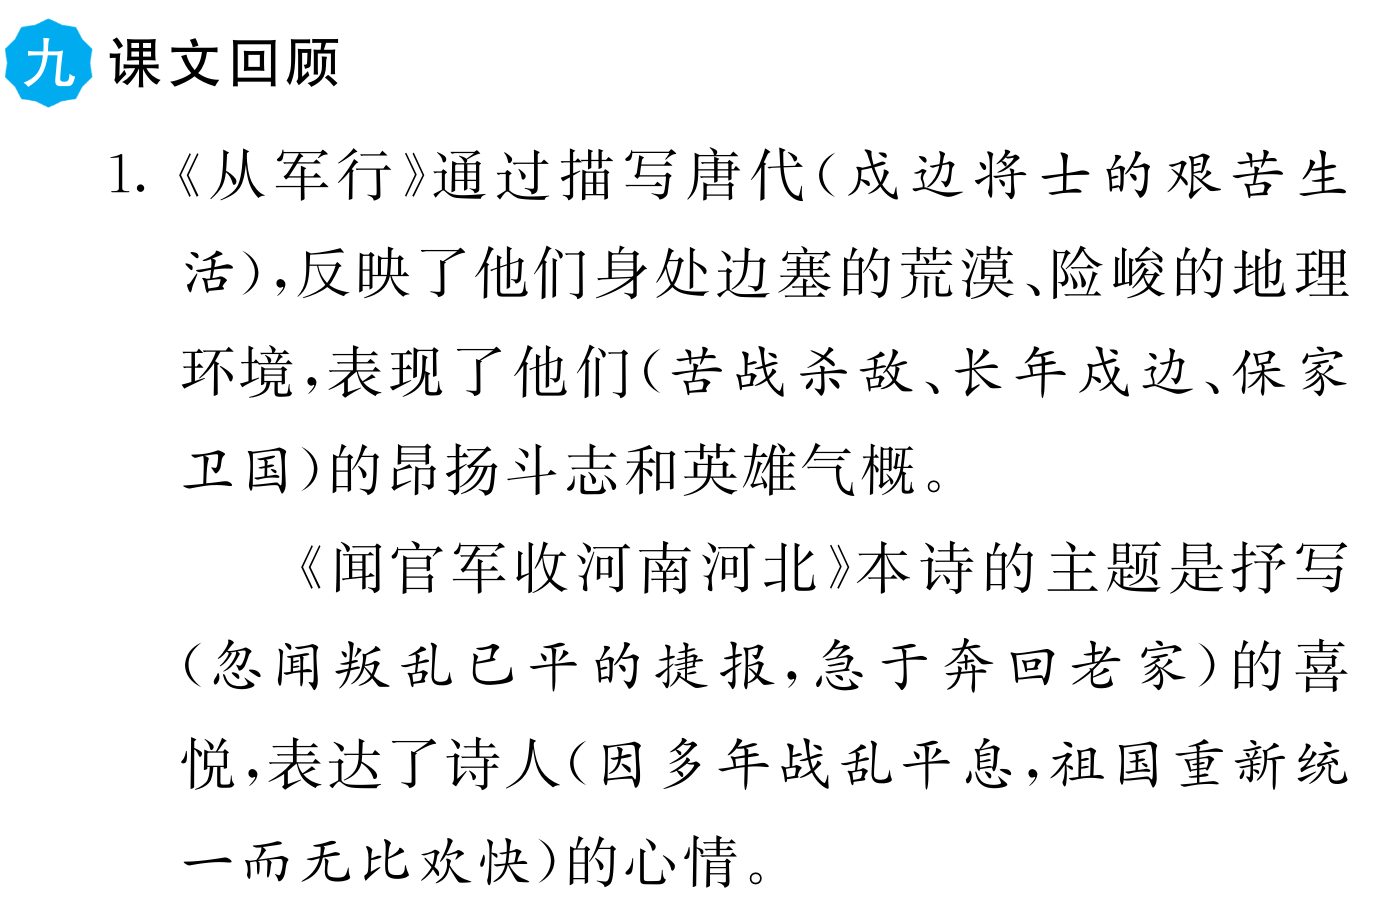 九 课文回顾
1.《从军行》通过描写唐代(戍边将士的艰苦生
活),反映了他们身处边塞的荒漠、险峻的地理
环境,表现了他们(苦战杀敌、长年戍边、保家
卫国)的昂扬斗志和英雄气概。
《闻官军收河南河北》本诗的主题是抒写
(忽闻叛乱已平的捷报,急于奔回老家)的喜
悦,表达了诗人(因多年战乱平息,祖国重新统
一而无比欢快)的心情。